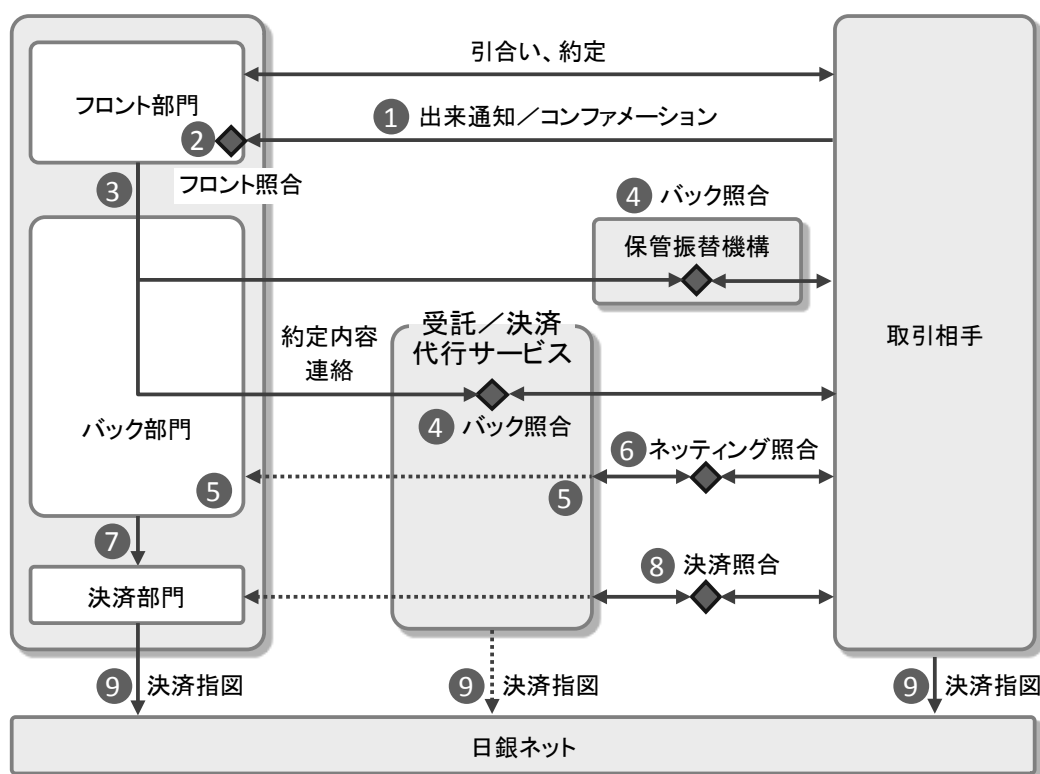 引合い、約定
フロント部門
1 出来通知／コンファメーション
2
フロント照合
3
4 バック照合
保管振替機構
受託／決済
代行サービス
約定内容
連絡
取引相手
4 バック照合
バック部門
6 ネッティング照合
5
5
7
8 決済照合
決済部門
9 決済指図
9 決済指図
9 決済指図
日銀ネット